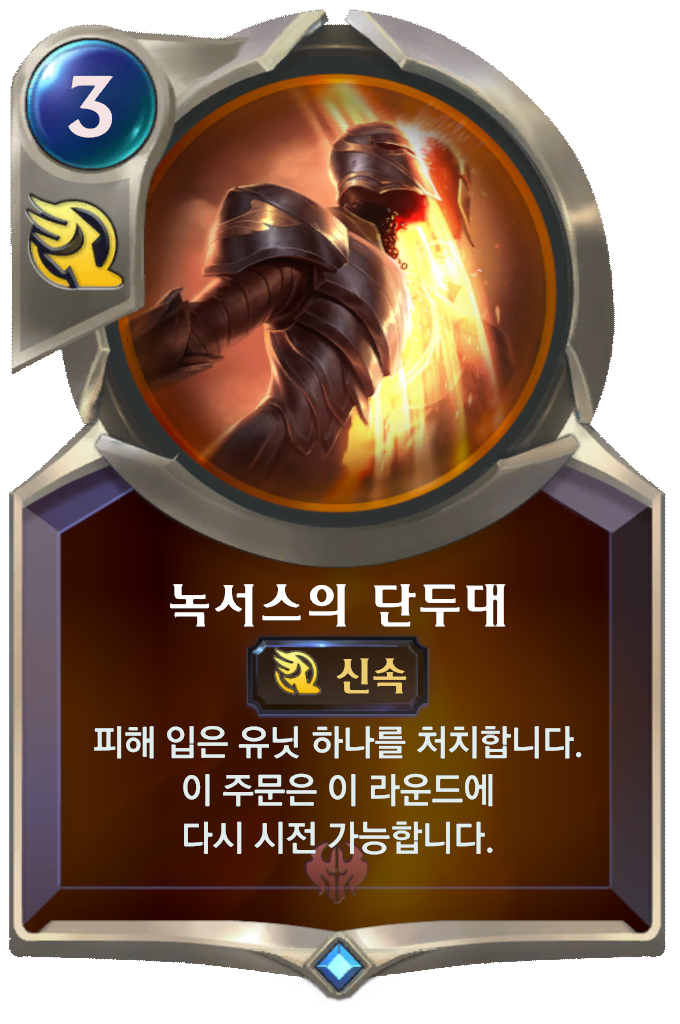 3
녹서스의 단두대
신속
피해 입은 유닛 하나를 처치합니다.
이 주문은 이 라운드에
다시 시전 가능합니다.